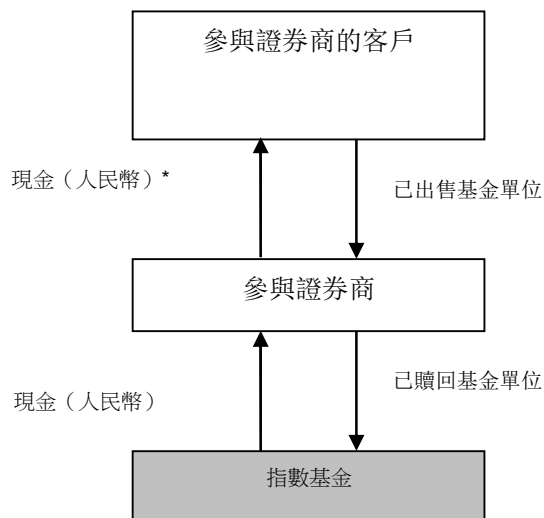 參與證券商的客戶
現金（人民幣）*
已出售基金單位
參與證券商
現金（人民幣）
已贖回基金單位
指數基金